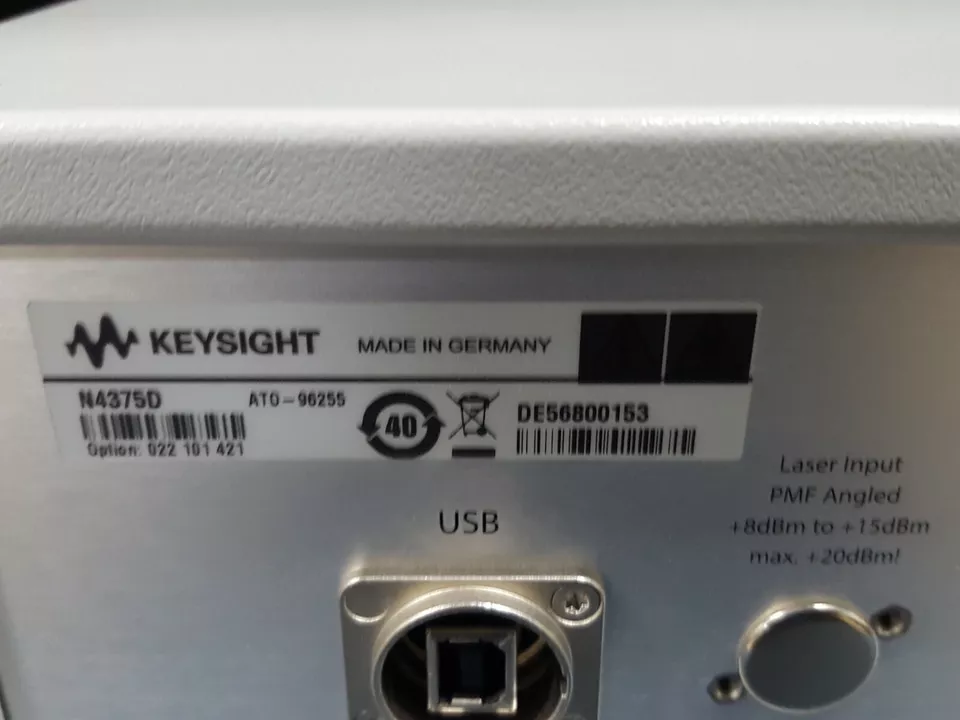 KEYSIGHT MADE IN GERMANY
N4375D ATO-96255
Option: 022 101 421
40
DE56800153
USB
Laser Input
PMF Angled
+8dBm to +15dBm
max. +20dBm!